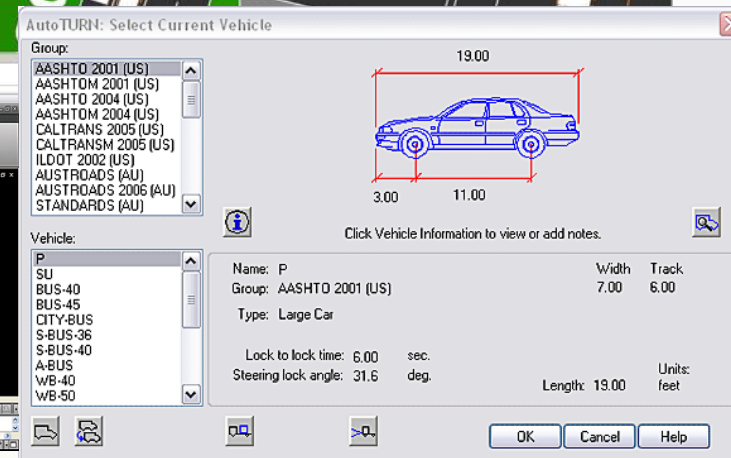 AutoTURN: Select Current Vehicle
Group:
AASHTO 2001 (US)
AASHTOM 2001 (US)
AASHTO 2004 (US)
AASHTOM 2004 (US)
CALTRANS 2005 (US)
CALTRANSM 2005 (US)
ILDOT 2002 (US)
AUSTROADS (AU)
AUSTROADS 2006 (AU)
STANDARDS (AU)
19.00
3.00
11.00
Click Vehicle Information to view or add notes.
Vehicle:
P
SU
BUS-40
BUS-45
CITY-BUS
S-BUS-36
S-BUS-40
A-BUS
WB-40
WB-50
Name: P
Width Track
Group: AASHTO 2001 (US)
7.00 6.00
Type: Large Car
Lock to lock time: 6.00 sec.
Steering lock angle: 31.6 deg.
Units:
Length: 19.00 feet
OK Cancel Help